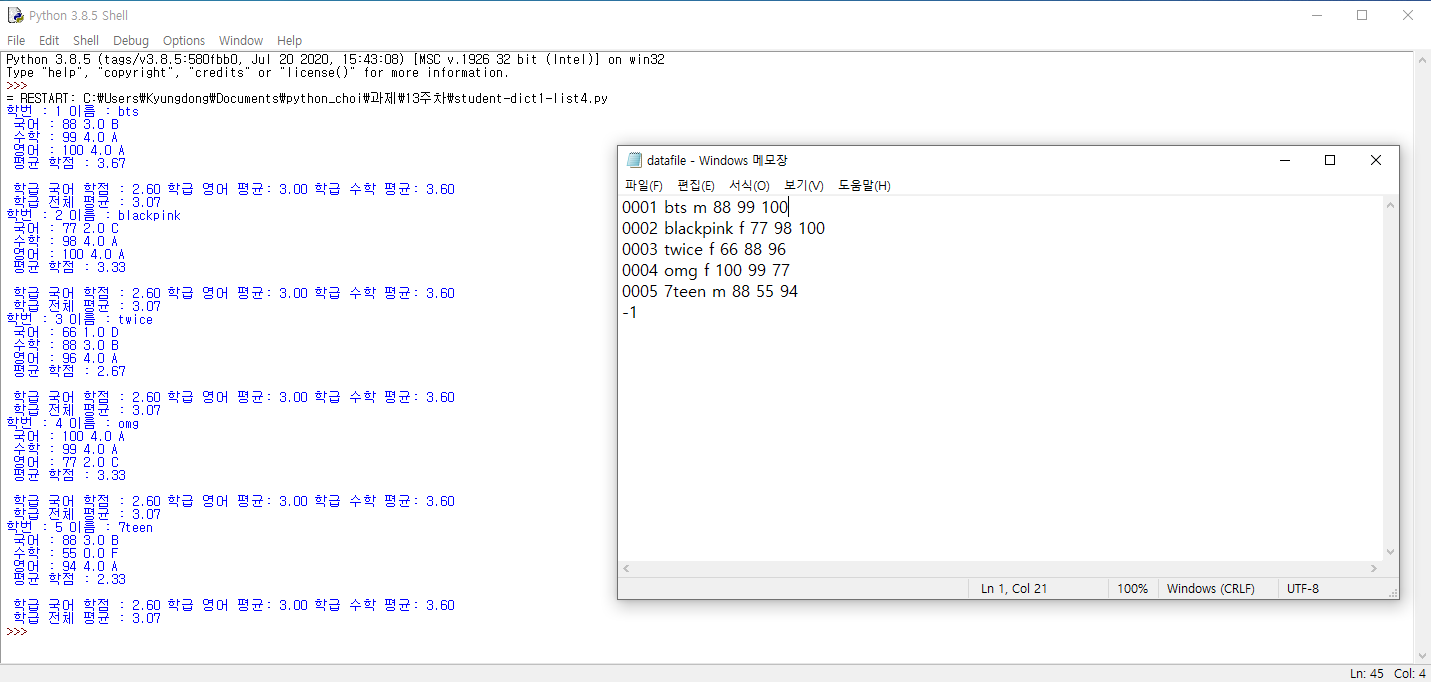 Python 3.8.5 Shell
File Edit Shell Debug Options Window Help
Python 3.8.5 (tags/v3.8.5:580fbb0, Jul 20 2020, 15:43:08) [MSC v.1926 32 bit (Intel)] on win32
Type "help", "copyright", "credits" or "license()" for more information.
>>>
= RESTART: C:₩Users₩Kyungdong₩Documents₩python_choi₩과제₩13주차₩student-dict1-list4.py
학번 : 1 이름 : bts
국어 : 88 3.0 B
수학 : 99 4.0 A
영어 : 100 4.0 A
평균 학점 : 3.67
학급 국어 학점 : 2.60 학급 영어 평균: 3.00 학급 수학 평균: 3.60
학급 전체 평균 : 3.07
학번 : 2 이름 : blackpink
국어 : 77 2.0 C
수학 : 98 4.0 A
영어 : 100 4.0 A
평균 학점 : 3.33
학급 국어 학점 : 2.60 학급 영어 평균: 3.00 학급 수학 평균: 3.60
학급 전체 평균 : 3.07
학번 : 3 이름 : twice
국어 : 66 1.0 D
수학 : 88 3.0 B
영어 : 96 4.0 A
평균 학점 : 2.67
학급 국어 학점 : 2.60 학급 영어 평균: 3.00 학급 수학 평균: 3.60
학급 전체 평균 : 3.07
학번 : 4 이름 : omg
국어 : 100 4.0 A
수학 : 99 4.0 A
영어 : 77 2.0 C
평균 학점 : 3.33
학급 국어 학점 : 2.60 학급 영어 평균: 3.00 학급 수학 평균: 3.60
학급 전체 평균 : 3.07
학번 : 5 이름 : 7teen
국어 : 88 3.0 B
수학 : 55 0.0 F
영어 : 94 4.0 A
평균 학점 : 2.33
학급 국어 학점 : 2.60 학급 영어 평균: 3.00 학급 수학 평균: 3.60
학급 전체 평균 : 3.07
>>>
datafile - Windows 메모장
파일(F) 편집(E) 서식(O) 보기(V) 도움말(H)
0001 bts m 88 99 100
0002 blackpink f 77 98 100
0003 twice f 66 88 96
0004 omg f 100 99 77
0005 7teen m 88 55 94
-1
Ln 1, Col 21 100% Windows (CRLF) UTF-8
Ln: 45 Col: 4